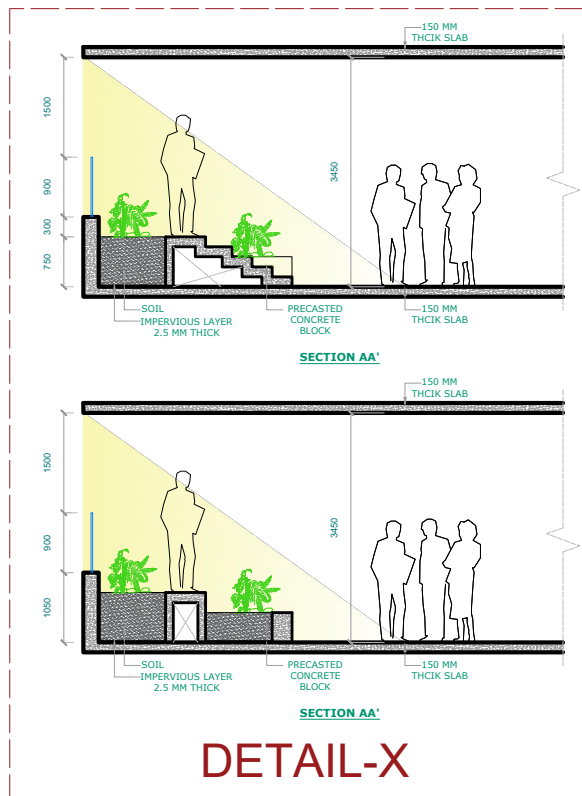 150 MM
THCIK SLAB
1500
900
300
750
3450
SOIL
IMPERVIOUS LAYER
2.5 MM THICK
PRECASTED
CONCRETE
BLOCK
150 MM
THCIK SLAB
SECTION AA'
150 MM
THCIK SLAB
1500
900
1050
3450
SOIL
IMPERVIOUS LAYER
2.5 MM THICK
PRECASTED
CONCRETE
BLOCK
150 MM
THCIK SLAB
SECTION AA'
DETAIL-X